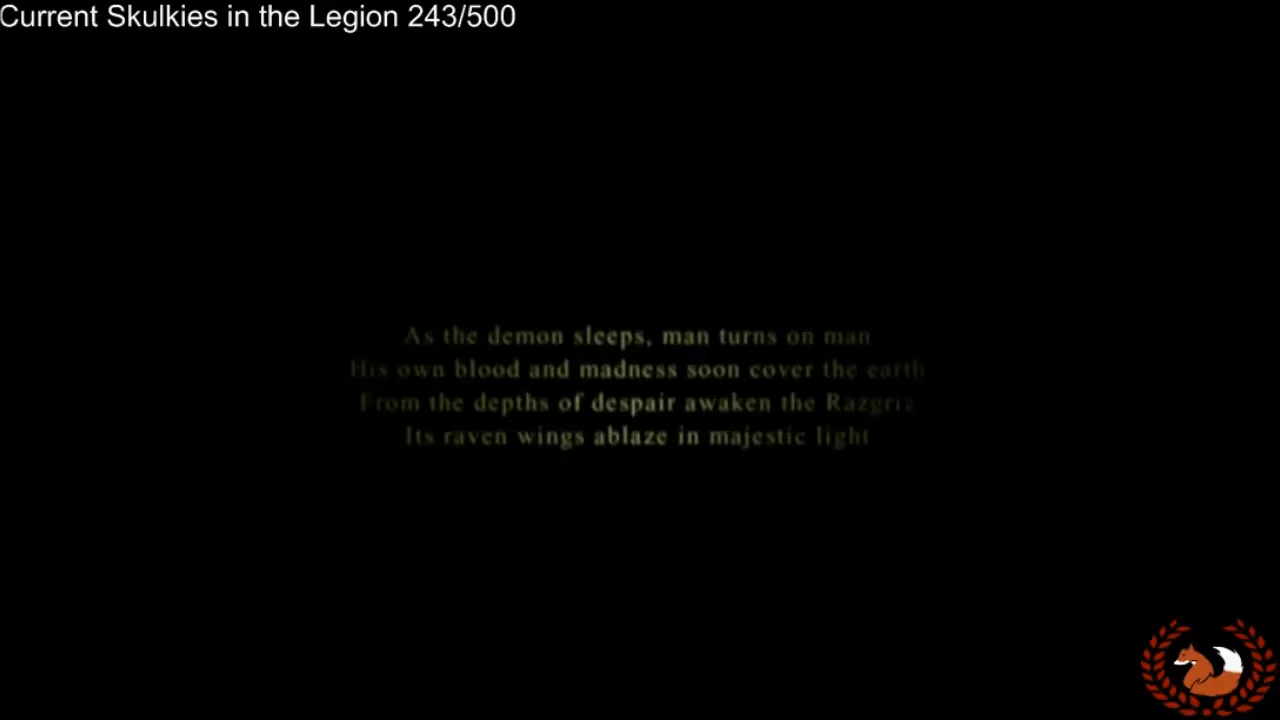 Current Skulkies in the Legion 243/500
As the demon sleeps, man turns on man
His own blood and madness soon cover the earth
From the depths of despair awaken the Razgriz
Its raven wings ablaze in majestic light